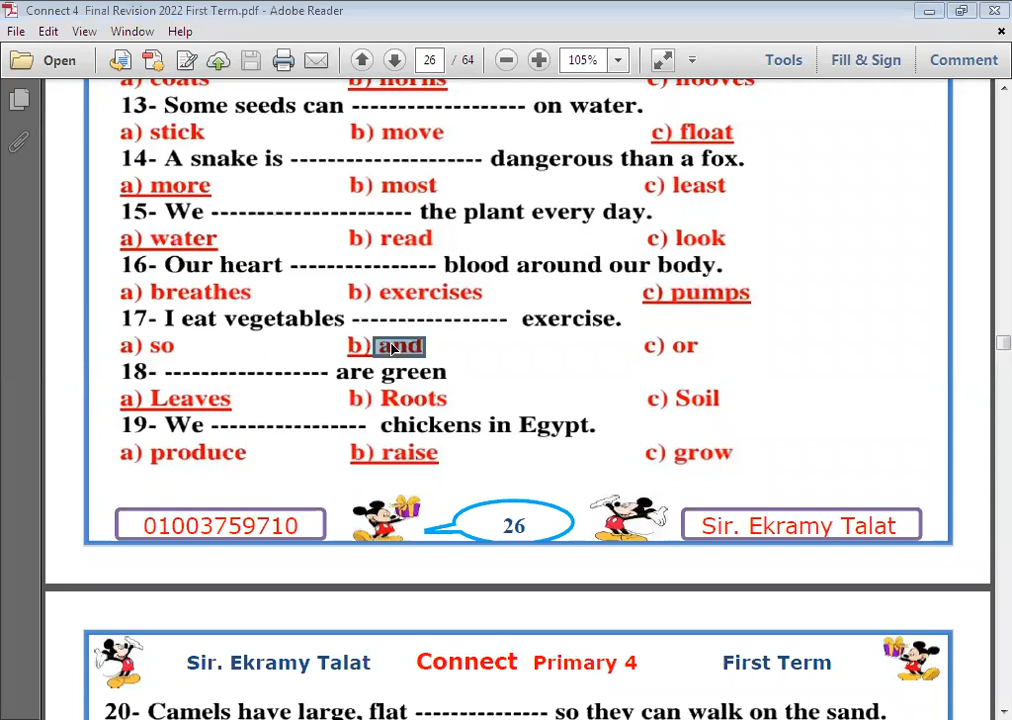 Connect 4 Final Revision 2022 First Term.pdf - Adobe Reader
File Edit View Window Help
Open 26 / 64 105% Tools Fill & Sign Comment
a) coats b) horns c) hooves
13- Some seeds can ------------------- on water.
a) stick b) move c) float
14- A snake is --------------------- dangerous than a fox.
a) more b) most c) least
15- We ---------------------- the plant every day.
a) water b) read c) look
16- Our heart ---------------- blood around our body.
a) breathes b) exercises c) pumps
17- I eat vegetables ----------------- exercise.
a) so b) and c) or
18- ------------------ are green
a) Leaves b) Roots c) Soil
19- We ----------------- chickens in Egypt.
a) produce b) raise c) grow
01003759710 26 Sir. Ekramy Talat
Sir. Ekramy Talat Connect Primary 4 First Term
20- Camels have large, flat --------------- so they can walk on the sand.